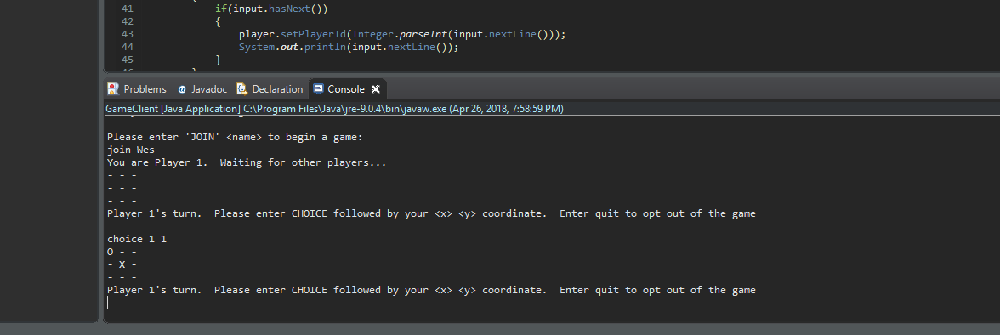 41 if(input.hasNext())
42 {
43 player.setPlayerId(Integer.parseInt(input.nextLine()));
44 System.out.println(input.nextLine());
45 }
Problems @ Javadoc Declaration Console
GameClient [Java Application] C:\Program Files\Java\jre-9.0.4\bin\javaw.exe (Apr 26, 2018, 7:58:59 PM)
Please enter 'JOIN' <name> to begin a game:
join Wes
You are Player 1.  Waiting for other players...
- - -
- - -
- - -
Player 1's turn.  Please enter CHOICE followed by your <x> <y> coordinate.  Enter quit to opt out of the game
choice 1 1
O - -
- X -
- - -
Player 1's turn.  Please enter CHOICE followed by your <x> <y> coordinate.  Enter quit to opt out of the game